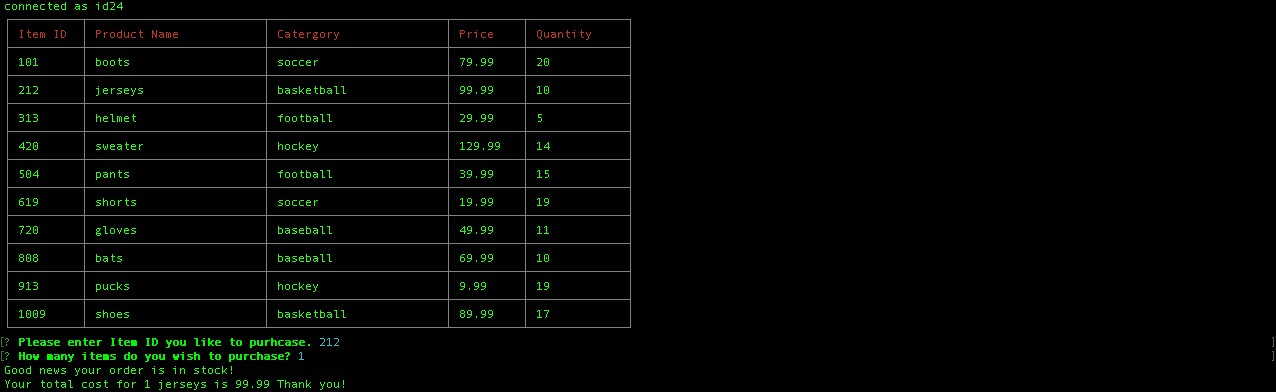 connected as id24
Item ID Product Name Catergory Price Quantity
101 boots soccer 79.99 20
212 jerseys basketball 99.99 10
313 helmet football 29.99 5
420 sweater hockey 129.99 14
504 pants football 39.99 15
619 shorts soccer 19.99 19
720 gloves baseball 49.99 11
808 bats baseball 69.99 10
913 pucks hockey 9.99 19
1009 shoes basketball 89.99 17
[? Please enter Item ID you like to purhcase. 212 ]
[? How many items do you wish to purchase? 1 ]
Good news your order is in stock!
Your total cost for 1 jerseys is 99.99 Thank you!